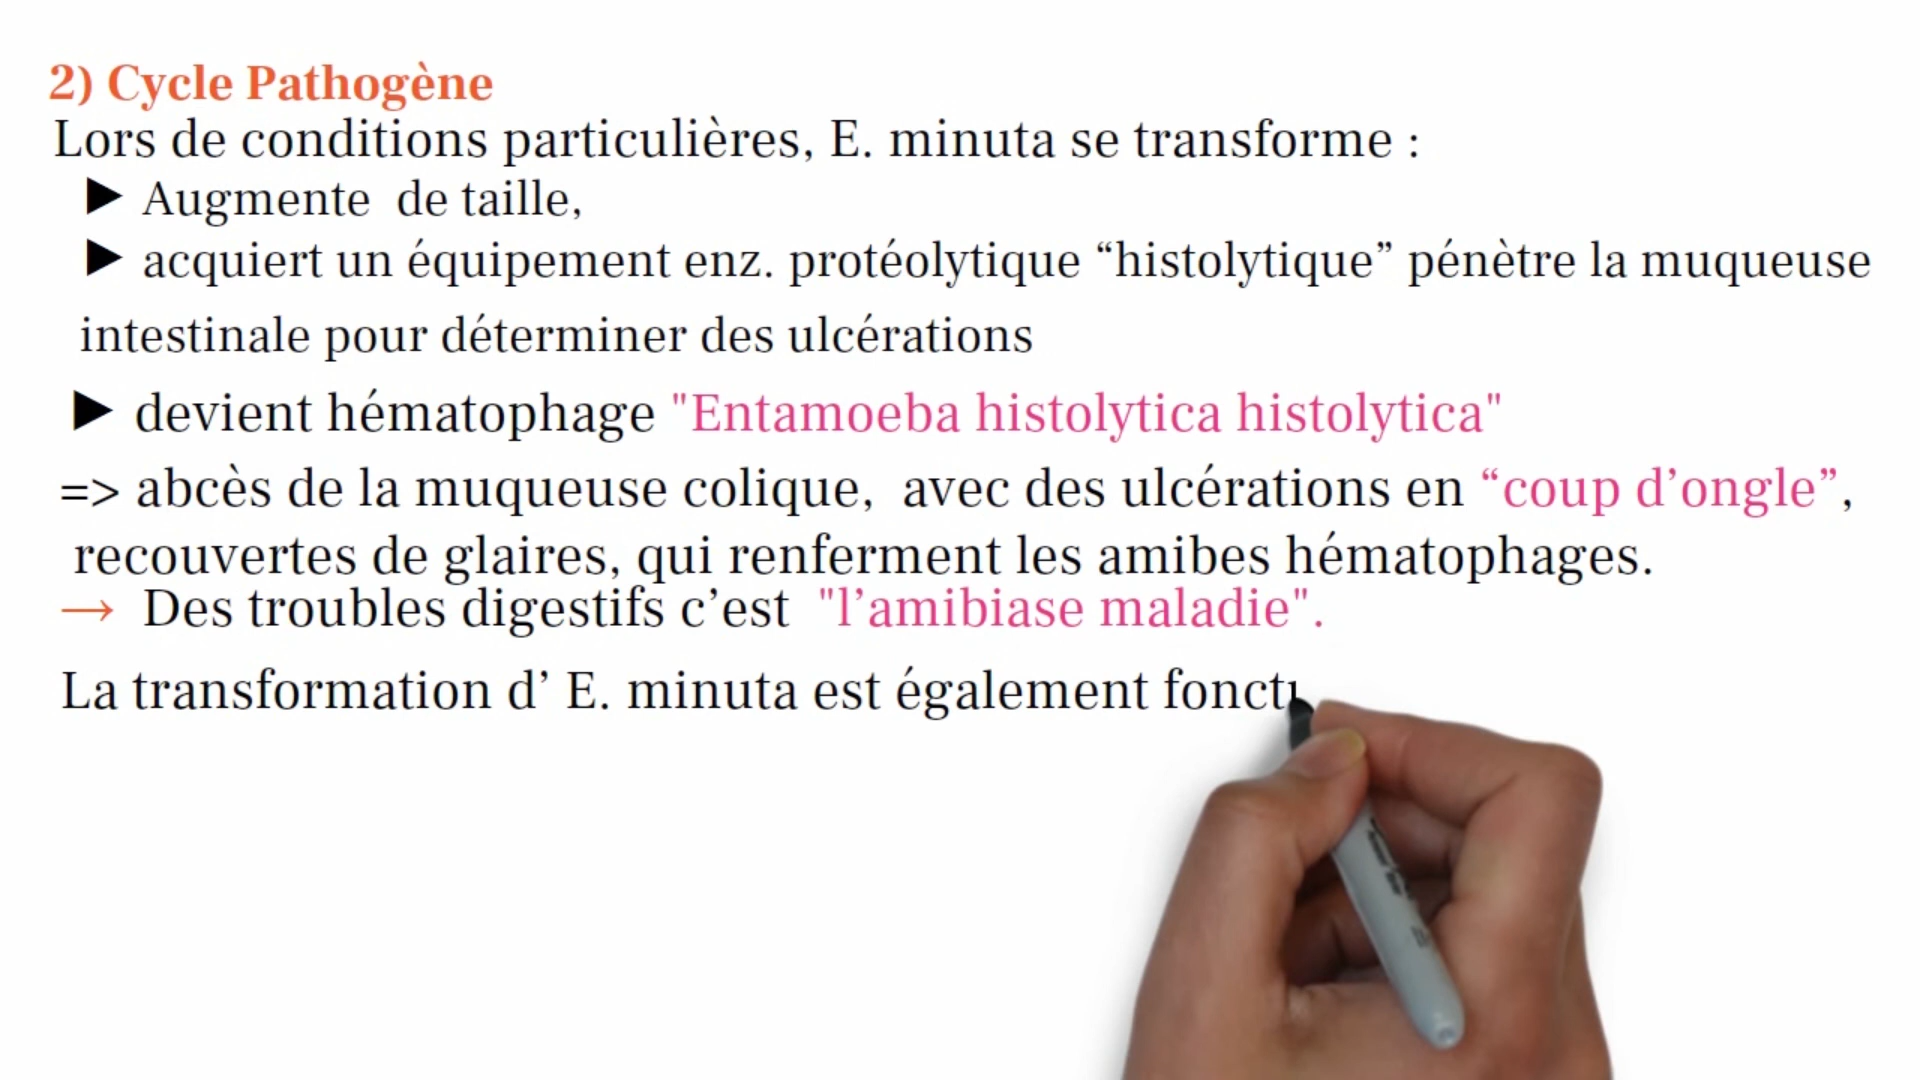 2) Cycle Pathogène
Lors de conditions particulières, E. minuta se transforme :
► Augmente de taille,
► acquiert un équipement enz. protéolytique “histolytique” pénètre la muqueuse
intestinale pour déterminer des ulcérations
► devient hématophage "Entamoeba histolytica histolytica"
=> abcès de la muqueuse colique, avec des ulcérations en “coup d’ongle”,
recouvertes de glaires, qui renferment les amibes hématophages.
→ Des troubles digestifs c’est "l’amibiase maladie".
La transformation d’ E. minuta est également